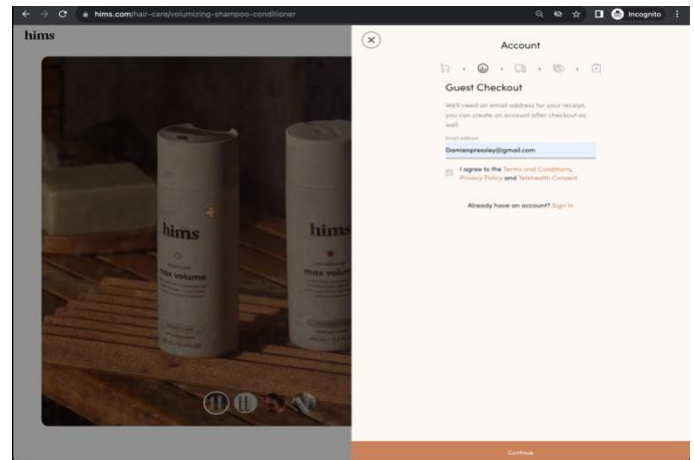 hims.com/hair-care/volumizing-shampoo-conditioner
Incognito
hims
hims
max volume
hims
max volume
Account
Guest Checkout
We'll need an email address for your receipt,
you can create an account after checkout as
well.
Email address
Damienpressley@gmail.com
I agree to the Terms and Conditions,
Privacy Policy and Telehealth Consent
Already have an account? Sign In
Continue